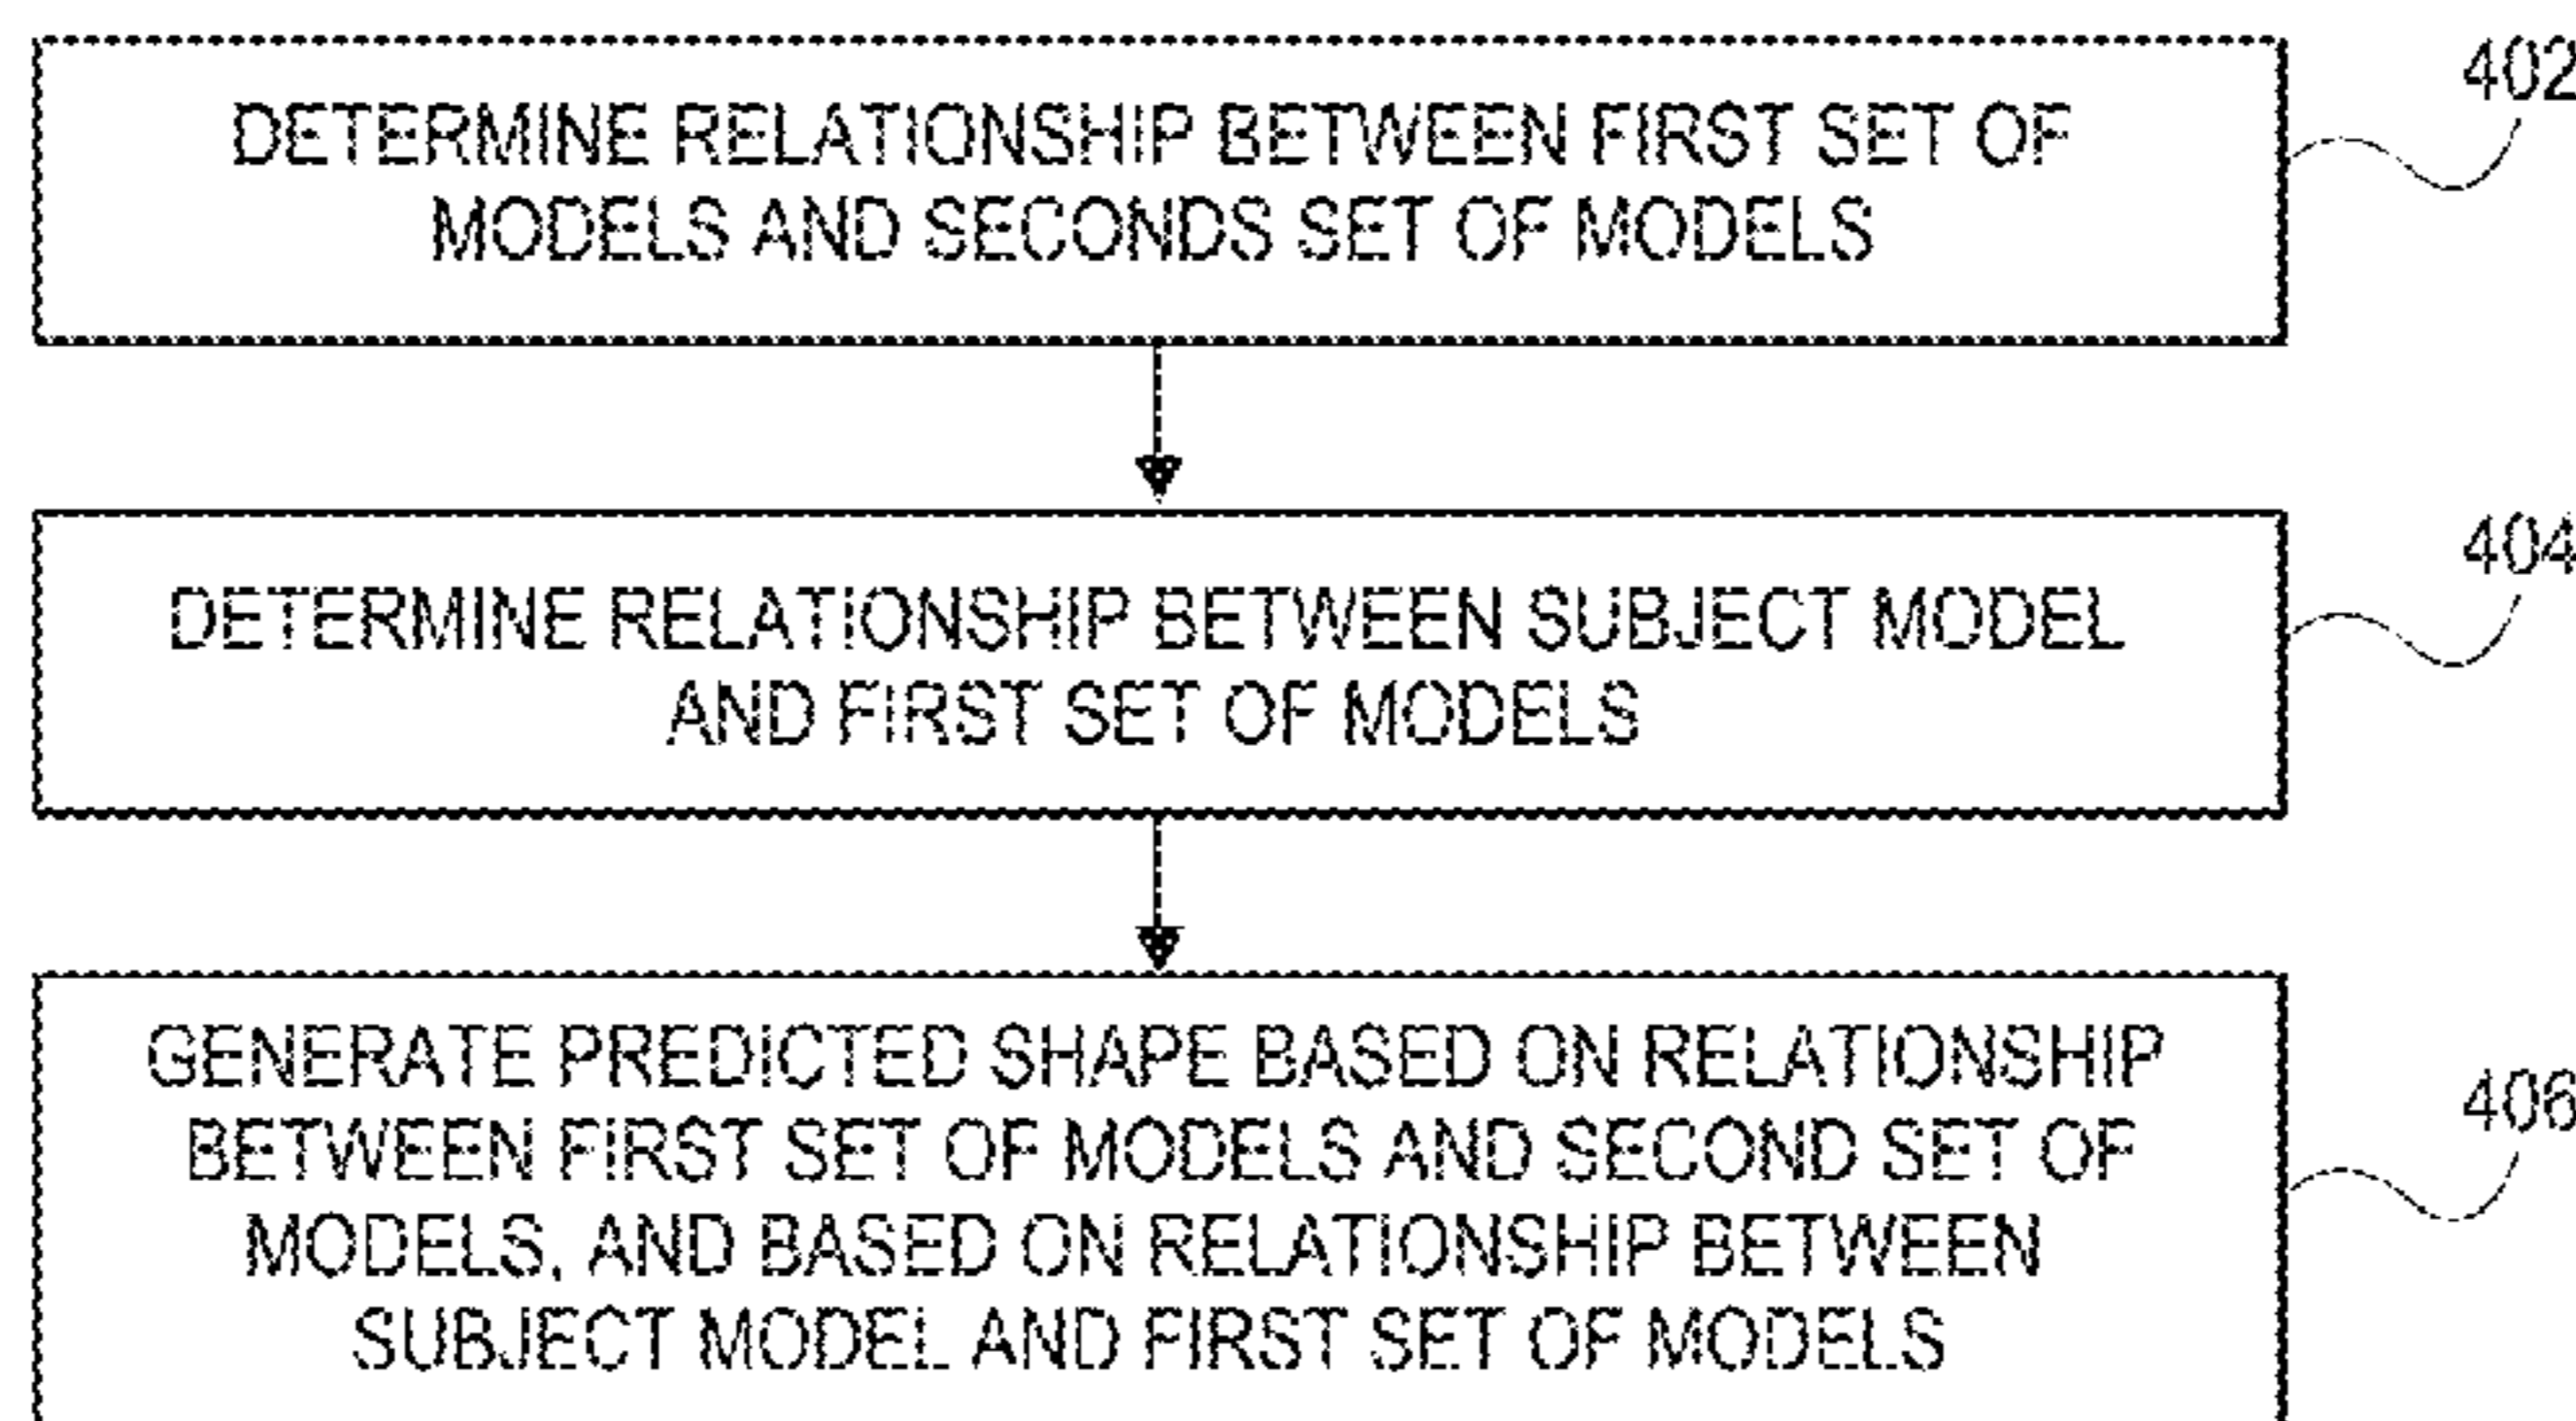 402
DETERMINE RELATIONSHIP BETWEEN FIRST SET OF
MODELS AND SECONDS SET OF MODELS
404
DETERMINE RELATIONSHIP BETWEEN SUBJECT MODEL
AND FIRST SET OF MODELS
GENERATE PREDICTED SHAPE BASED ON RELATIONSHIP
406
BETWEEN FIRST SET OF MODELS AND SECOND SET OF
MODELS, AND BASED ON RELATIONSHIP BETWEEN
SUBJECT MODEL AND FIRST SET OF MODELS